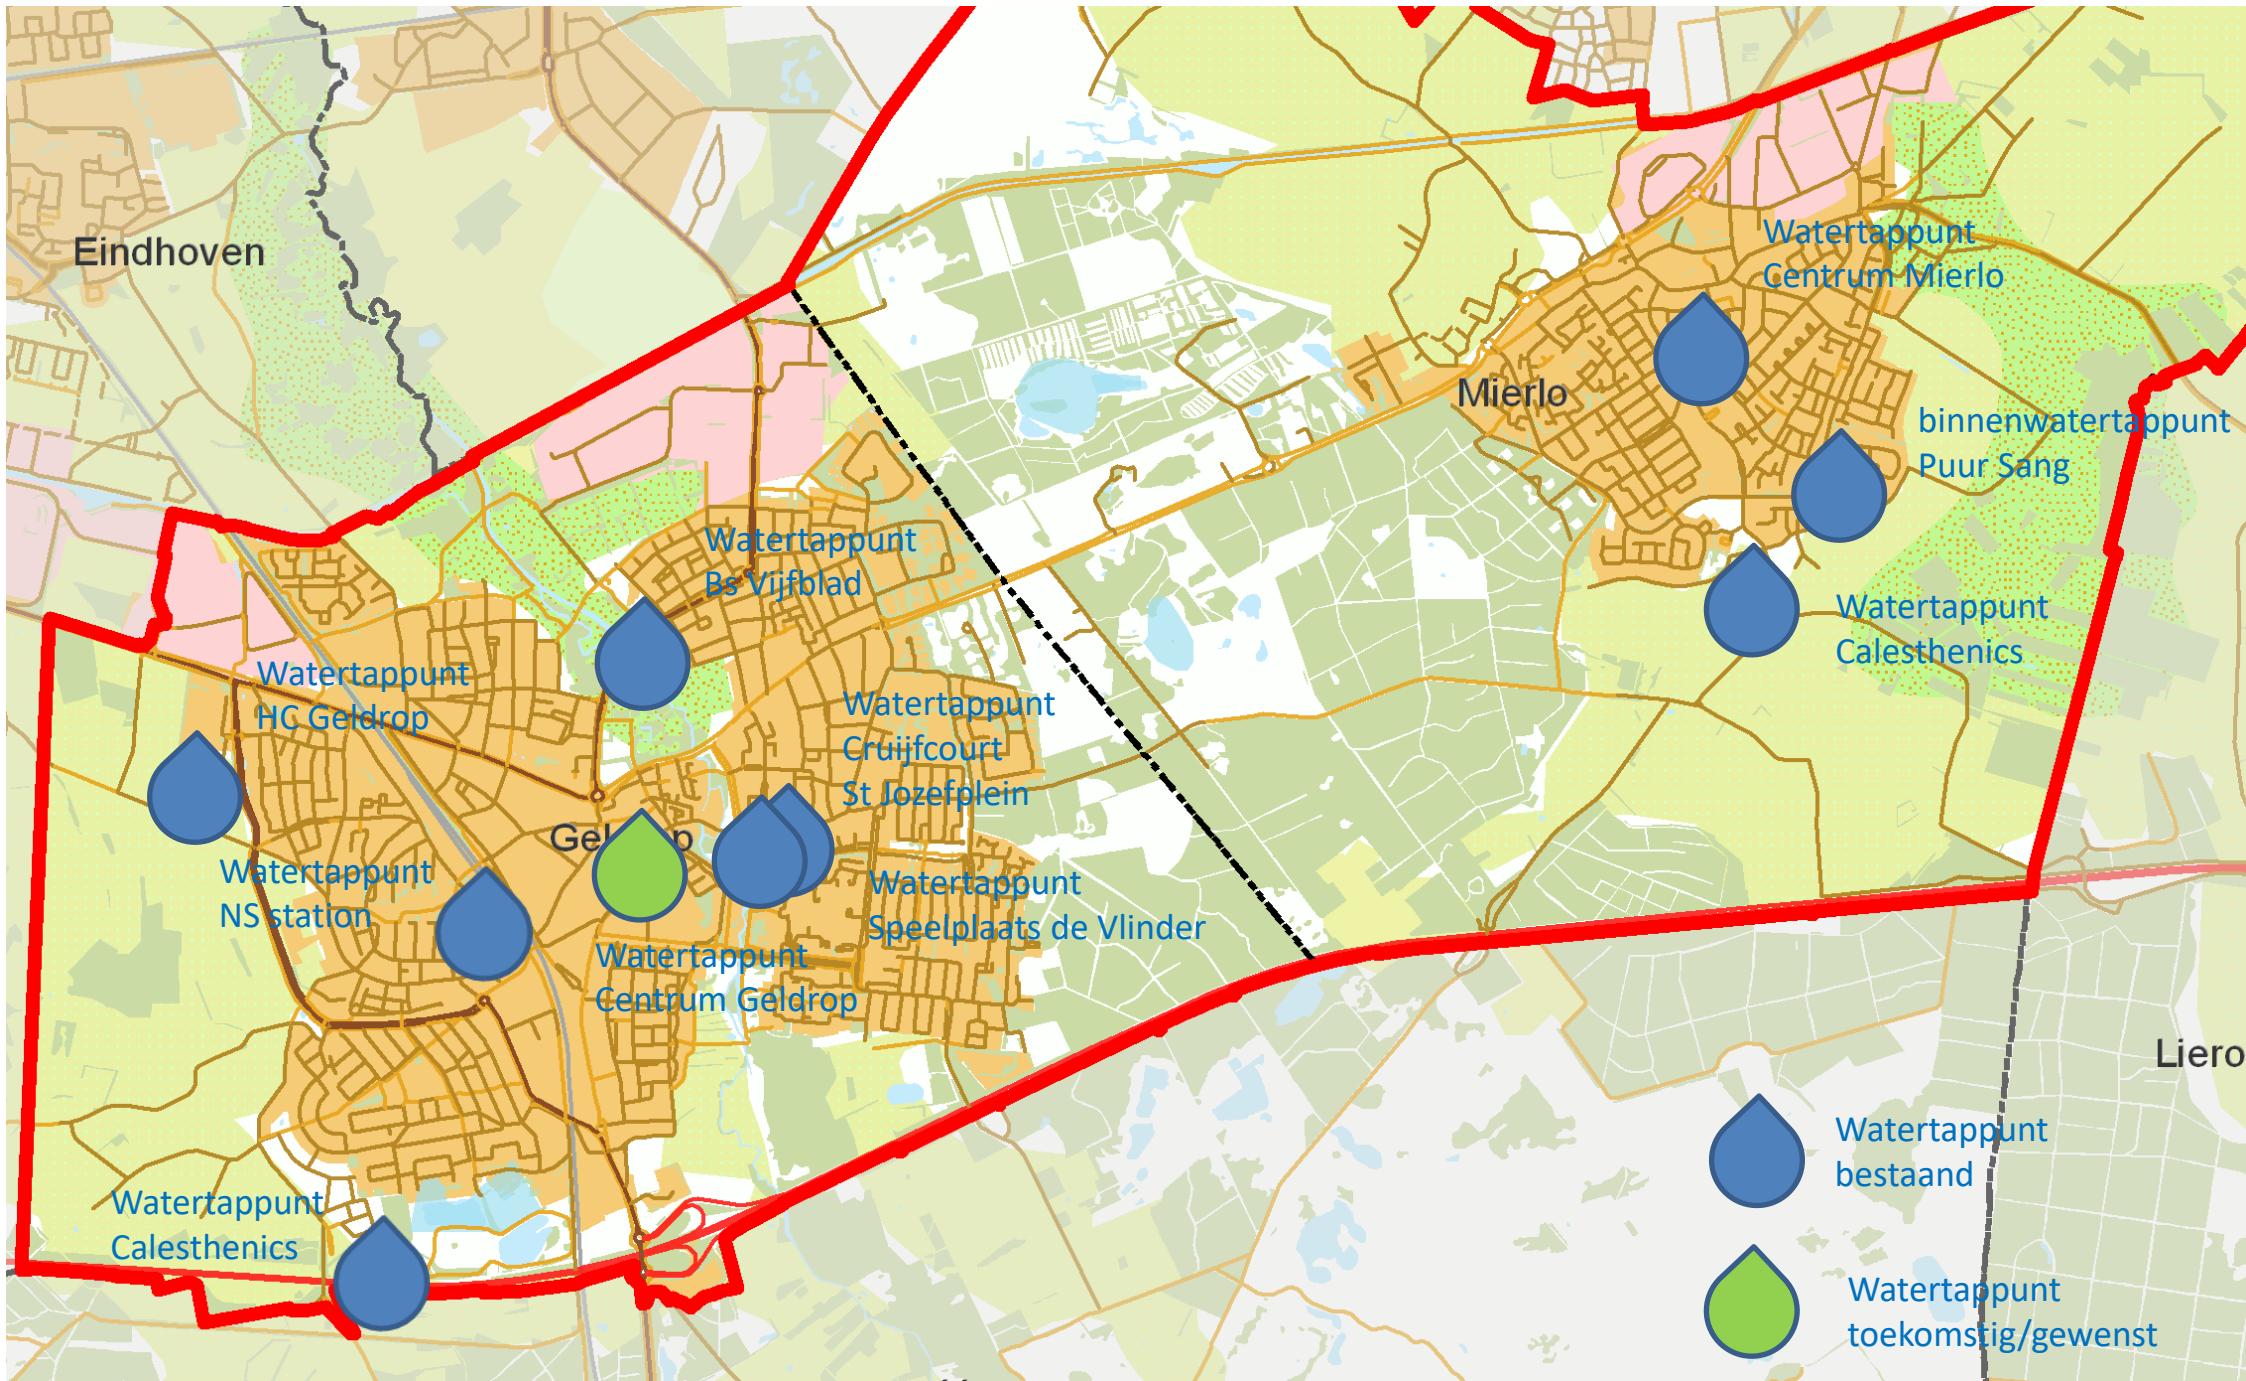 Eindhoven
Watertappunt
Centrum Mierlo
Mierlo
binnenwatertappunt
Puur Sang
Watertappunt
Bs Vijfblad
Watertappunt
Calesthenics
Watertappunt
HC Geldrop
Watertappunt
Cruijfcourt
St Jozefplein
Watertappunt
NS station
Watertappunt
Speelplaats de Vlinder
Watertappunt
Centrum Geldrop
Liero
Watertappunt
bestaand
Watertappunt
Calesthenics
Watertappunt
toekomstig/gewenst